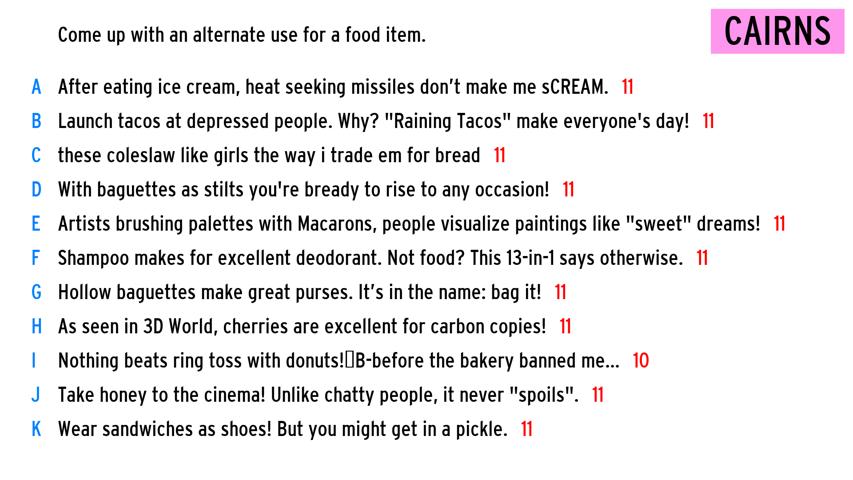 Come up with an alternate use for a food item.
CAIRNS
A After eating ice cream, heat seeking missiles don't make me sCREAM. 11
B Launch tacos at depressed people. Why? "Raining Tacos" make everyone's day! 11
C these coleslaw like girls the way i trade em for bread 11
D With baguettes as stilts you're bready to rise to any occasion! 11
E Artists brushing palettes with Macarons, people visualize paintings like "sweet" dreams! 11
F Shampoo makes for excellent deodorant. Not food? This 13-in-1 says otherwise. 11
G Hollow baguettes make great purses. It's in the name: bag it! 11
H As seen in 3D World, cherries are excellent for carbon copies! 11
I Nothing beats ring toss with donuts!▯B-before the bakery banned me... 10
J Take honey to the cinema! Unlike chatty people, it never "spoils". 11
K Wear sandwiches as shoes! But you might get in a pickle. 11